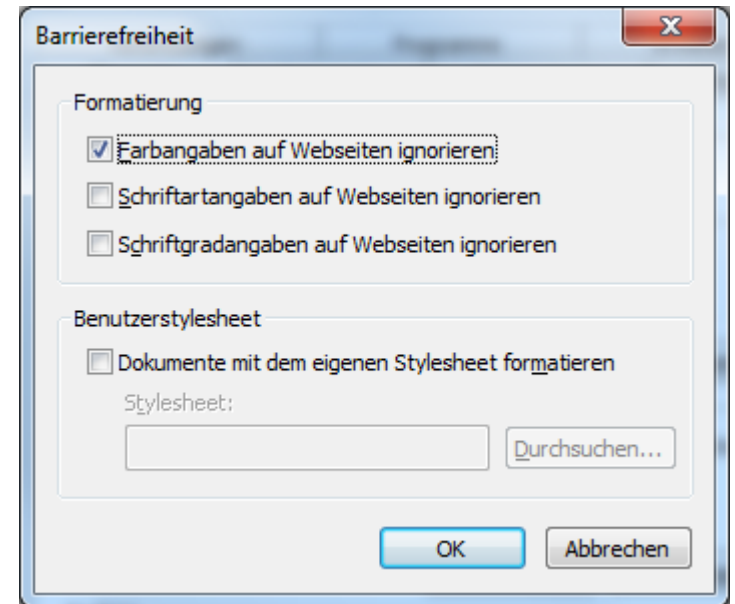 Barrierefreiheit
Formatierung
Farbangaben auf Webseiten ignorieren
Schriftartangaben auf Webseiten ignorieren
Schriftgradangaben auf Webseiten ignorieren
Benutzerstylesheet
Dokumente mit dem eigenen Stylesheet formatieren
Stylesheet:
Durchsuchen...
OK Abbrechen